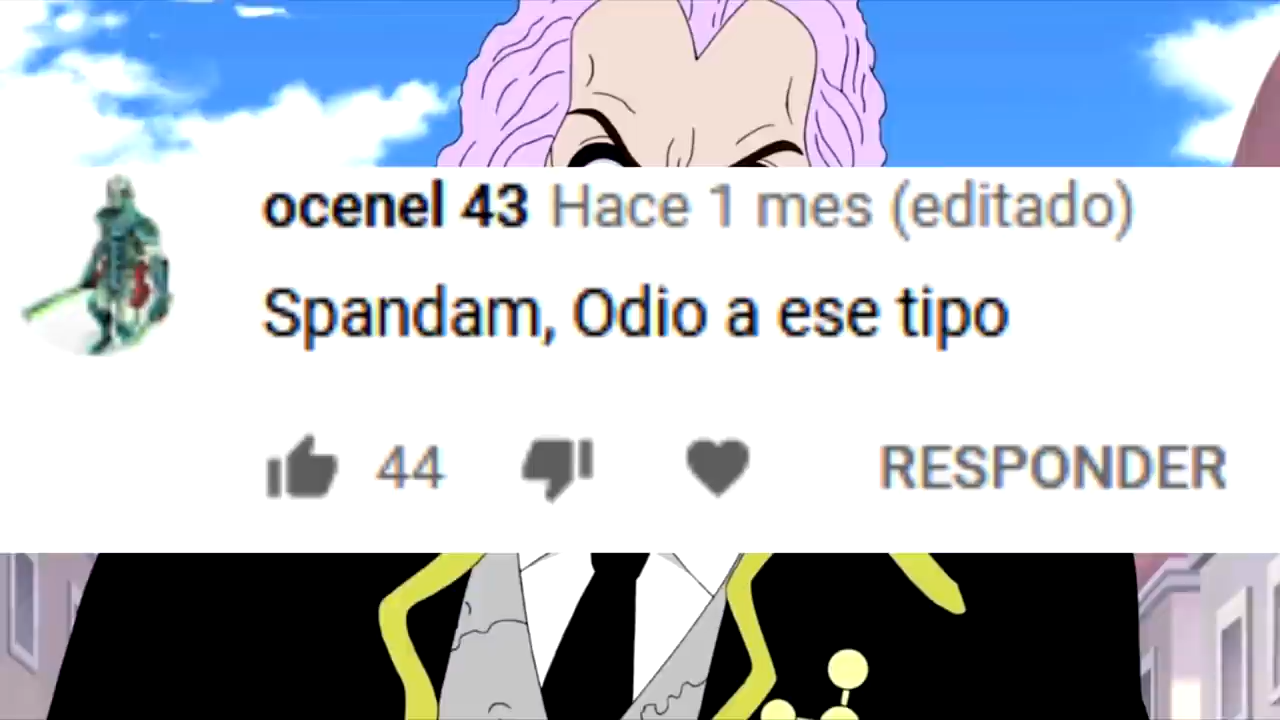 ocenel 43 Hace 1 mes (editado)
Spandam, Odio a ese tipo
44 RESPONDER